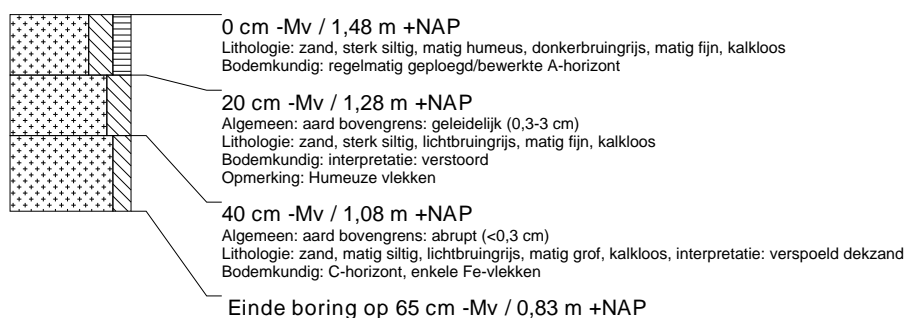 0 cm -Mv / 1,48 m +NAP
Lithologie: zand, sterk siltig, matig humeus, donkerbruingrijs, matig fijn, kalkloos
Bodemkundig: regelmatig geploegd/bewerkte A-horizont
20 cm -Mv / 1,28 m +NAP
Algemeen: aard bovengrens: geleidelijk (0,3-3 cm)
Lithologie: zand, sterk siltig, lichtbruingrijs, matig fijn, kalkloos
Bodemkundig: interpretatie: verstoord
Opmerking: Humeuze vlekken
40 cm -Mv / 1,08 m +NAP
Algemeen: aard bovengrens: abrupt (<0,3 cm)
Lithologie: zand, matig siltig, lichtbruingrijs, matig grof, kalkloos, interpretatie: verspoeld dekzand
Bodemkundig: C-horizont, enkele Fe-vlekken
Einde boring op 65 cm -Mv / 0,83 m +NAP